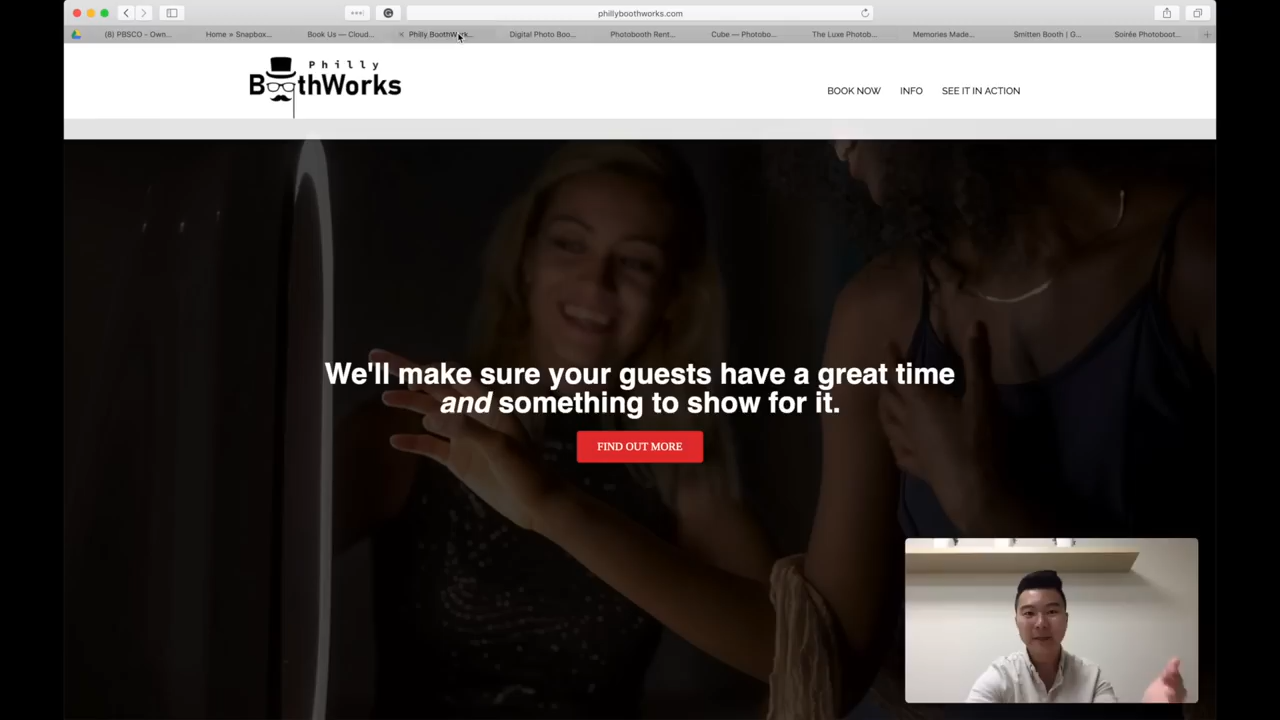 phillyboothworks.com
(8) PBSCO - Own...
Home » Snapbox...
Book Us — Cloud...
Philly BoothWork...
Digital Photo Boo...
Photobooth Rent...
Cube — Photobo...
The Luxe Photob...
Memories Made...
Smitten Booth | G...
Soirée Photoboot...
Philly
BoothWorks
BOOK NOW
INFO
SEE IT IN ACTION
We'll make sure your guests have a great time
and something to show for it.
FIND OUT MORE